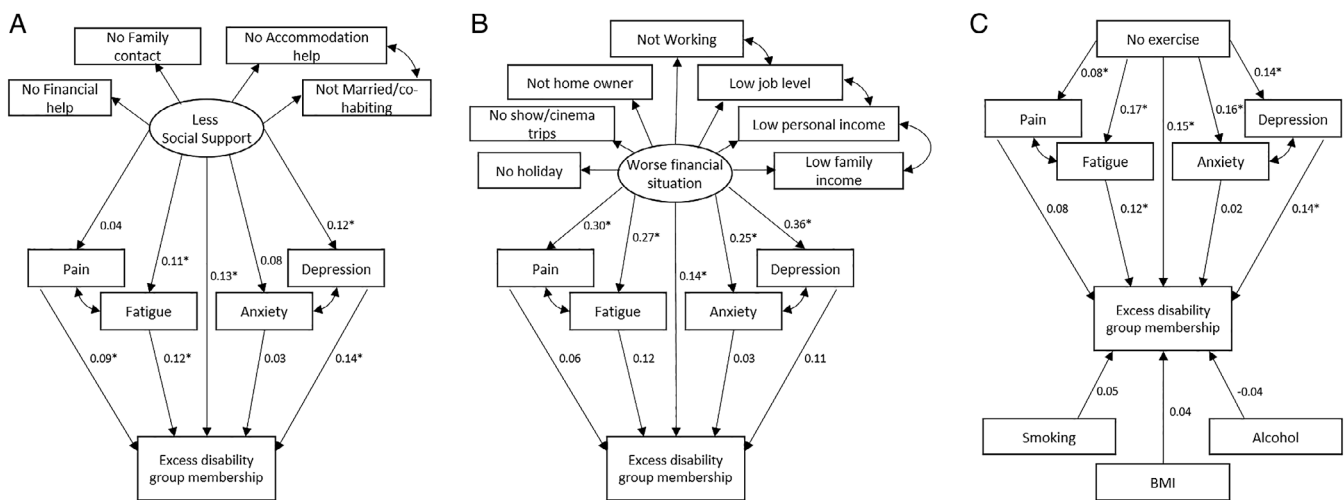 A
No Family
contact
No Accommodation
help
No Financial
help
Not Married/co-
habiting
Less
Social Support
0.04
0.11*
0.13*
0.08
0.12*
Pain
Depression
Fatigue
Anxiety
0.09*
0.12*
0.03
0.14*
Excess disability
group membership
B
Not Working
Not home owner
Low job level
No show/cinema
trips
Low personal income
No holiday
Worse financial
situation
Low family
income
0.30*
0.27*
0.14*
0.25*
0.36*
Pain
Depression
Fatigue
Anxiety
0.06
0.12
0.03
0.11
Excess disability
group membership
C
No exercise
0.08*
0.17*
0.15*
0.16*
0.14*
Pain
Depression
Fatigue
Anxiety
0.08
0.12*
0.02
0.14*
Excess disability
group membership
0.05
0.04
-0.04
Smoking
Alcohol
BMI